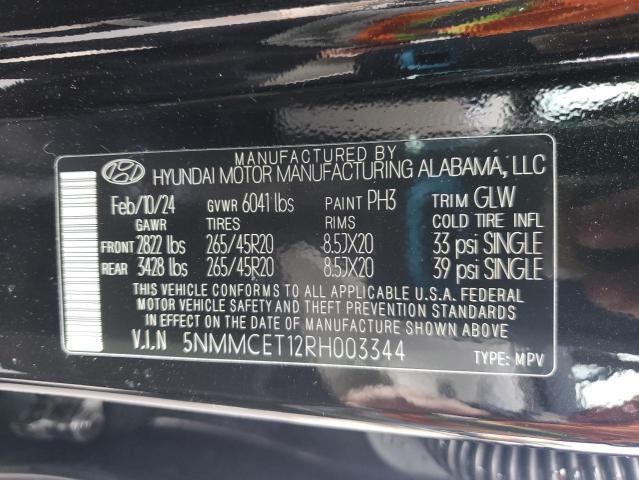 MANUFACTURED BY
HYUNDAI MOTOR MANUFACTURING ALABAMA, LLC
Feb/10/24 GVWR 6041 lbs PAINT PH3 TRIM GLW
GAWR TIRES RIMS COLD TIRE INFL
FRONT 2822 lbs 265/45R20 8.5JX20 33 psi SINGLE
REAR 3428 lbs 265/45R20 8.5JX20 39 psi SINGLE
THIS VEHICLE CONFORMS TO ALL APPLICABLE U.S.A. FEDERAL
MOTOR VEHICLE SAFETY AND THEFT PREVENTION STANDARDS
IN EFFECT ON THE DATE OF MANUFACTURE SHOWN ABOVE.
V.I.N 5NMMCET12RH003344 TYPE: MPV